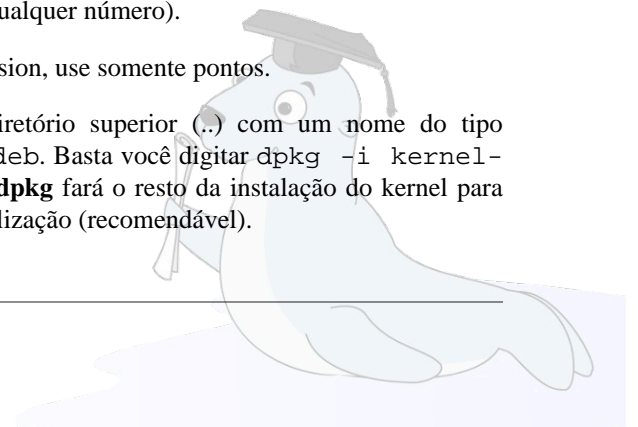 ualquer número).
sion, use somente pontos.
iretório superior (..) com um nome do tipo
deb. Basta você digitar dpkg -i kernel-
dpkg fará o resto da instalação do kernel para
lização (recomendável).